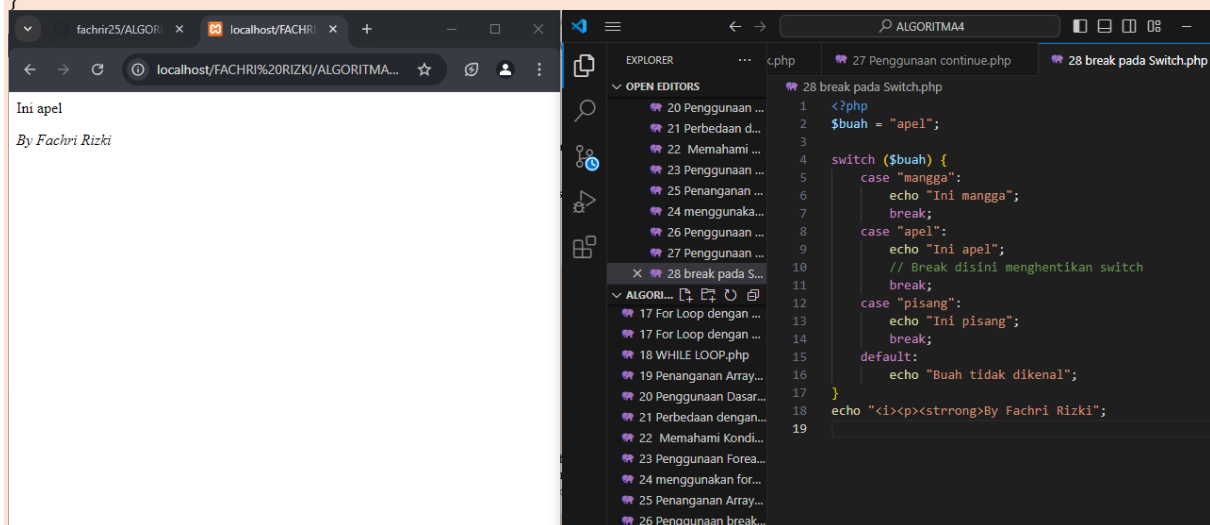 }
fachrir25/ALGORI
localhost/FACHRI
localhost/FACHRI%20RIZKI/ALGORITMA...
Ini apel
By Fachri Rizki
ALGORITMA4
EXPLORER
...
.php
27 Penggunaan continue.php
28 break pada Switch.php
OPEN EDITORS
20 Penggunaan ...
21 Perbedaan d...
22 Memahami ...
23 Penggunaan ...
25 Penanganan ...
24 menggunaka...
26 Penggunaan ...
27 Penggunaan ...
28 break pada S...
ALGORI...
17 For Loop dengan ...
17 For Loop dengan ...
18 WHILE LOOP.php
19 Penanganan Array...
20 Penggunaan Dasar...
21 Perbedaan dengan...
22 Memahami Kondi...
23 Penggunaan Forea...
24 menggunakan for...
25 Penanganan Array...
26 Penggunaan break...
28 break pada Switch.php
1 <?php
2 $buah = "apel";
3
4 switch ($buah) {
5 case "mangga":
6 echo "Ini mangga";
7 break;
8 case "apel":
9 echo "Ini apel";
10 // Break disini menghentikan switch
11 break;
12 case "pisang":
13 echo "Ini pisang";
14 break;
15 default:
16 echo "Buah tidak dikenal";
17 }
18 echo "<i><p><strrong>By Fachri Rizki";
19